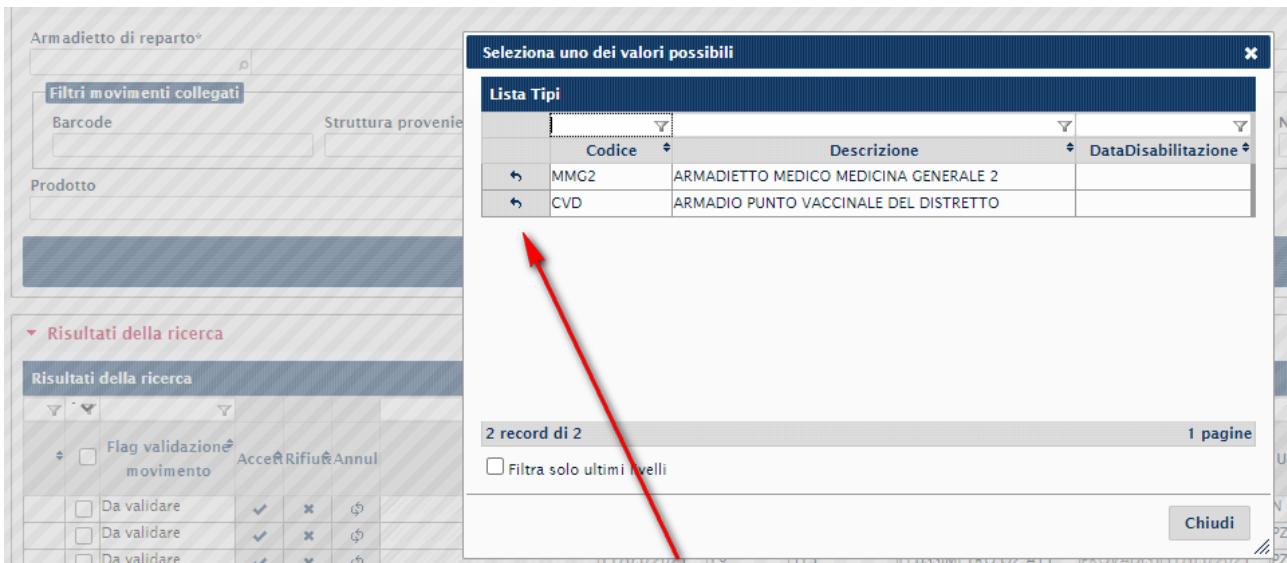 Armadietto di reparto*
Filtri movimenti collegati
Barcode Struttura provenie
Prodotto
Risultati della ricerca
Risultati della ricerca
Flag validazione movimento Accett Rifiut Annul
Da validare
Da validare
Da validare
Seleziona uno dei valori possibili
Lista Tipi
Codice Descrizione DataDisabilitazione
MMG2 ARMADIETTO MEDICO MEDICINA GENERALE 2
CVD ARMADIO PUNTO VACCINALE DEL DISTRETTO
2 record di 2 1 pagine
Filtra solo ultimi livelli
Chiudi